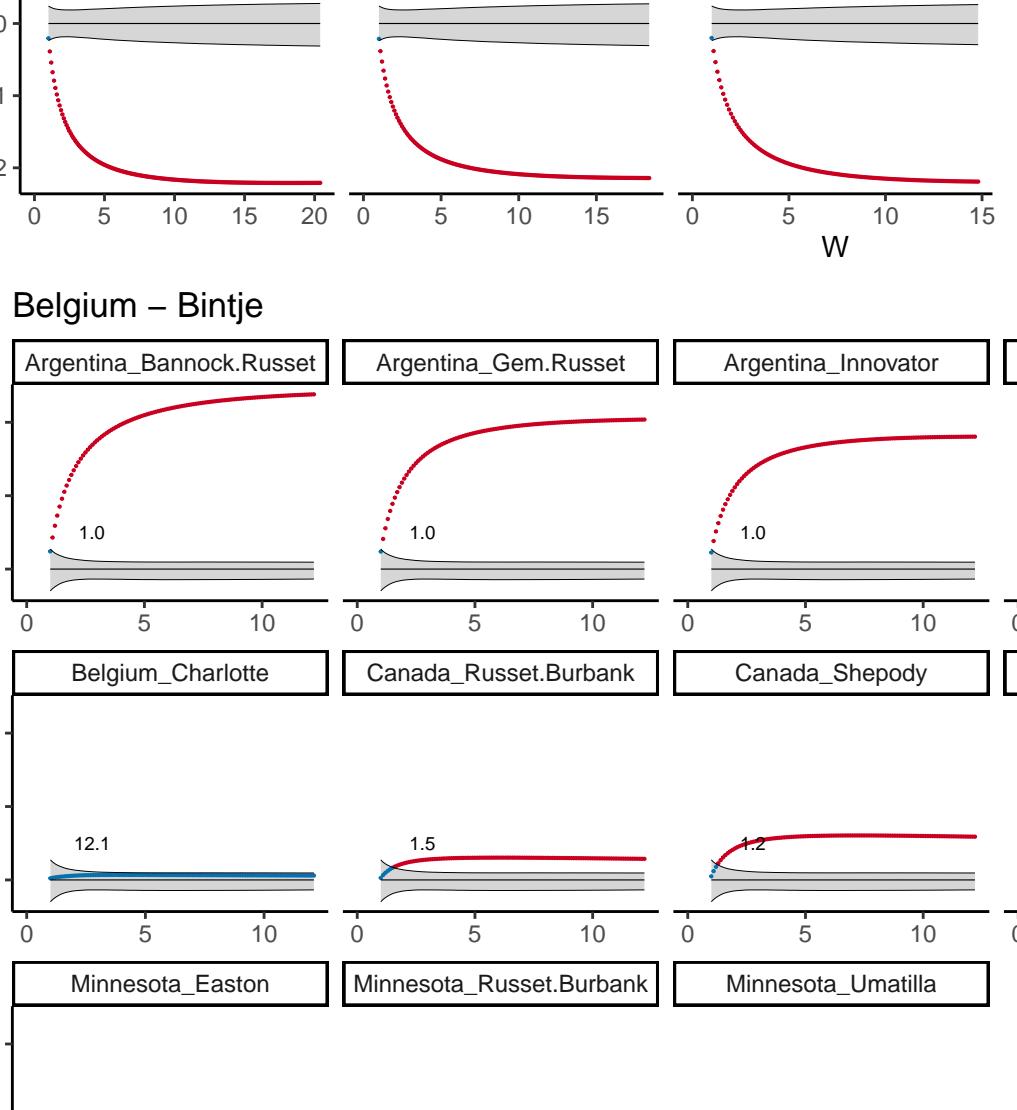 0
1
2
0 5 10 15 20 0 5 10 15 0 5 10 15
W
Belgium – Bintje
Argentina_Bannock.Russet Argentina_Gem.Russet Argentina_Innovator
1.0 1.0 1.0
0 5 10 0 5 10 0 5 10
Belgium_Charlotte Canada_Russet.Burbank Canada_Shepody
12.1 1.5 1.2
0 5 10 0 5 10 0 5 10
Minnesota_Easton Minnesota_Russet.Burbank Minnesota_Umatilla